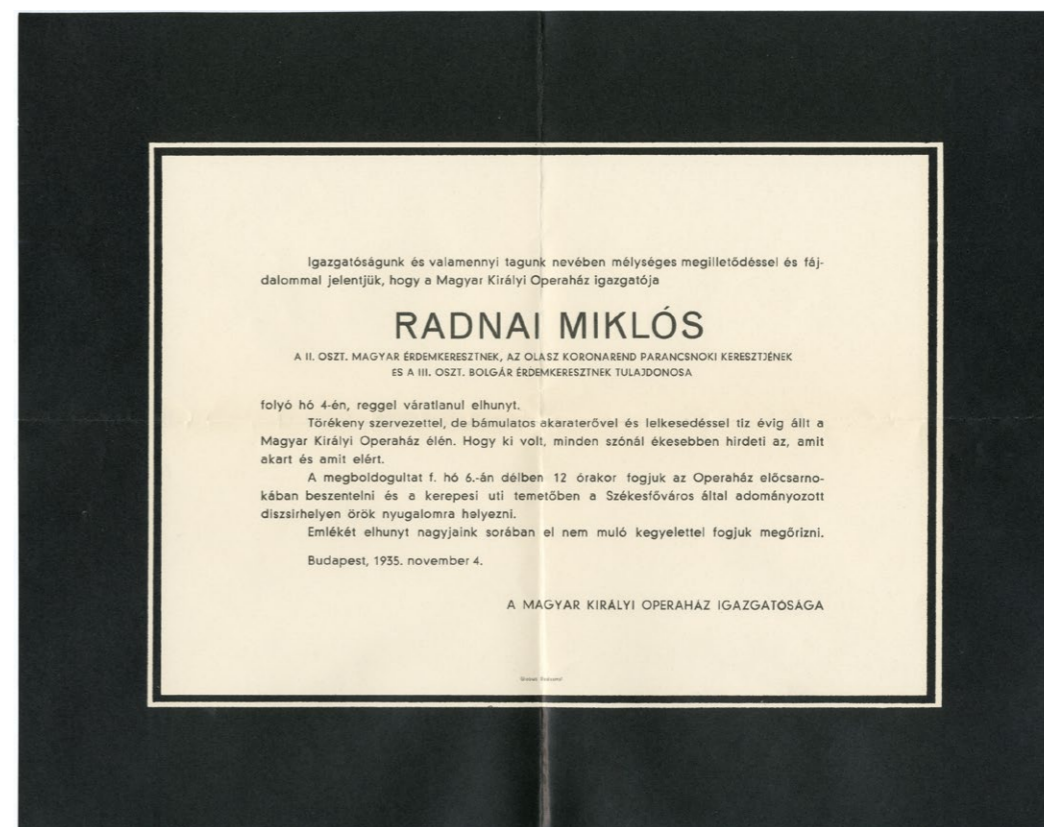 Igazgatóságunk és valamennyi tagunk nevében mélységes megilletődéssel és fáj-
dalommal jelentjük, hogy a Magyar Királyi Operaház igazgatója
RADNAI MIKLÓS
A II. OSZT. MAGYAR ÉRDEMKERESZTNEK, AZ OLASZ KORONAREND PARANCSNOKI KERESZTJÉNEK
ES A III. OSZT. BOLGÁR ÉRDEMKERESZTNEK TULAJDONOSA
folyó hó 4-én, reggel váratlanul elhunyt.
Törékeny szervezettel, de bámulatos akaraterővel és lelkesedéssel tiz évig állt a
Magyar Királyi Operaház élén. Hogy ki volt, minden szónál ékesebben hirdeti az, amit
akart és amit elért.
A megboldogultat f. hó 6.-án délben 12 órakor fogjuk az Operaház előcsarno-
kában beszentelni és a kerepesi uti temetőben a Székesfőváros által adományozott
diszsirhelyen örök nyugalomra helyezni.
Emlékét elhunyt nagyjaink sorában el nem muló kegyelettel fogjuk megőrizni.
Budapest, 1935. november 4.
A MAGYAR KIRÁLYI OPERAHÁZ IGAZGATÓSÁGA
Budapest